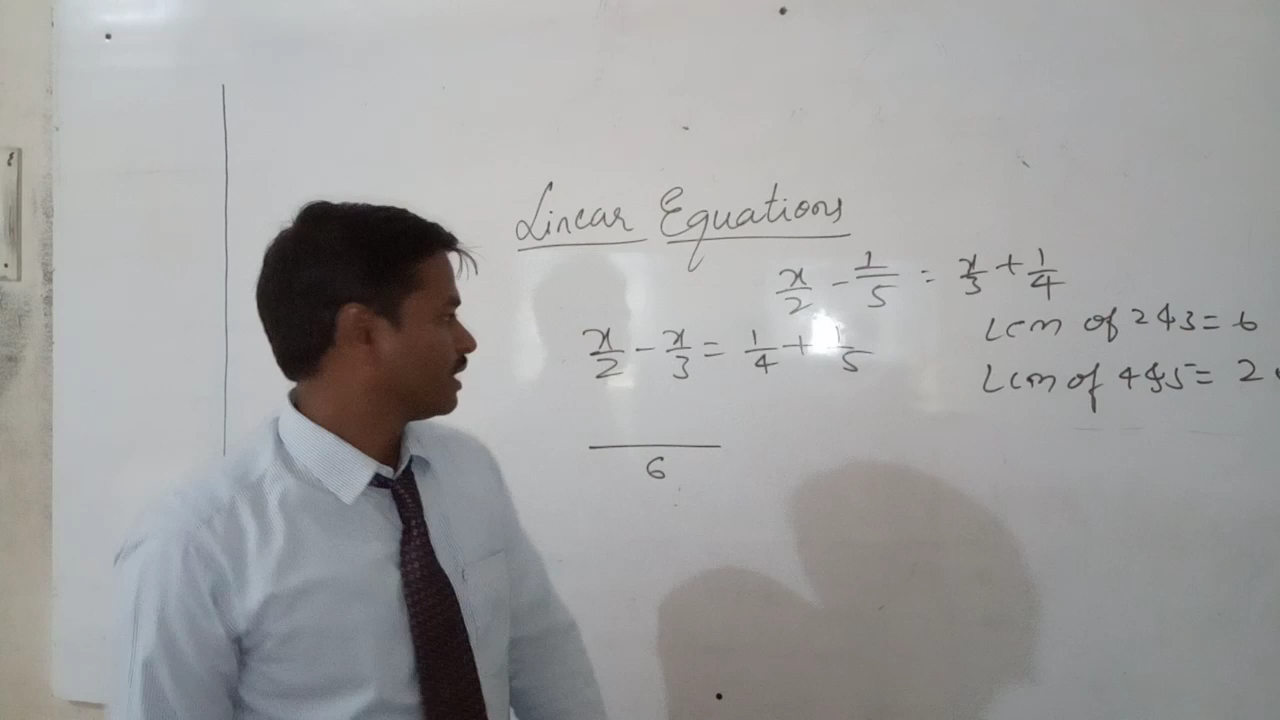 Linear Equations
x/2 - 1/5 = x/3 + 1/4
x/2 - x/3 = 1/4 + 1/5
LCM of 2 & 3 = 6
LCM of 4 & 5 = 2
6